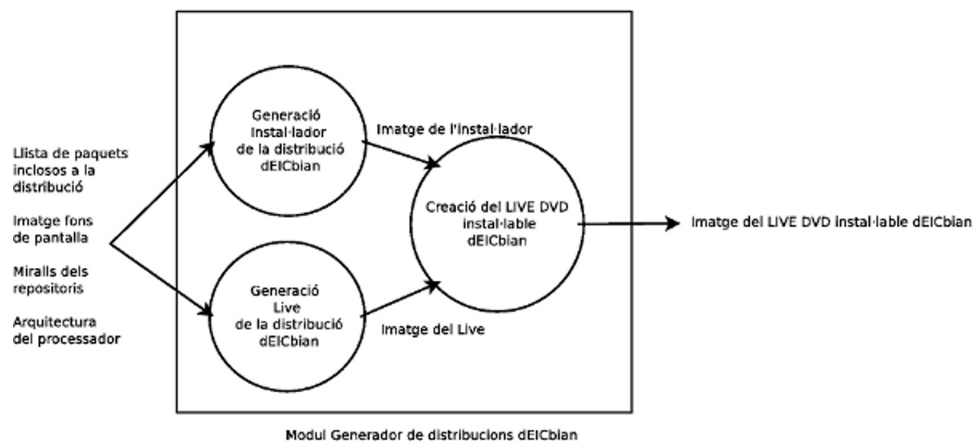 Llista de paquets
inclosos a la
distribució
Imatge fons
de pantalla
Miralls dels
repositoris
Arquitectura
del processador
Generació
Instal·lador
de la distribució
dEICbian
Imatge de l'instal·lador
Generació
Live
de la distribució
dEICbian
Imatge del Live
Creació del LIVE DVD
instal·lable
dEICbian
Imatge del LIVE DVD instal·lable dEICbian
Modul Generador de distribucions dEICbian